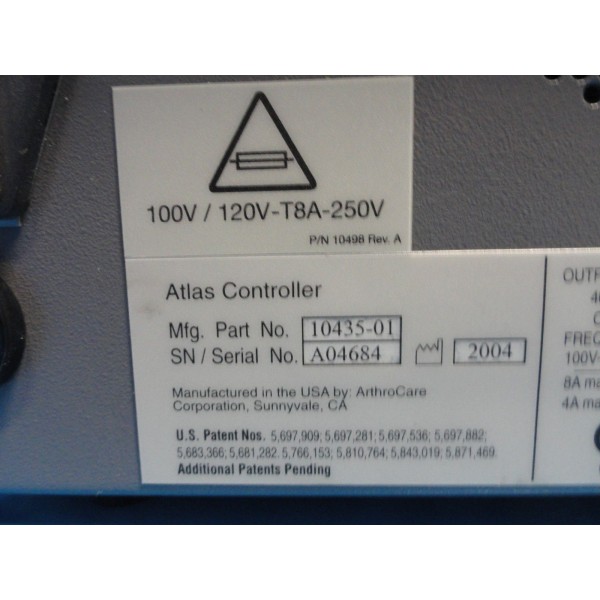 100V / 120V-T8A-250V
P/N 10498 Rev. A
Atlas Controller
Mfg. Part No. 10435-01
SN / Serial No. A04684 2004
Manufactured in the USA by: ArthroCare
Corporation, Sunnyvale, CA
U.S. Patent Nos. 5,697,909; 5,697,281; 5,697,536; 5,697,882;
5,683,366; 5,681,282. 5,766,153; 5,810,764; 5,843,019; 5,871,469.
Additional Patents Pending
OUTP
40
FREQ
100V-
8A ma
4A ma